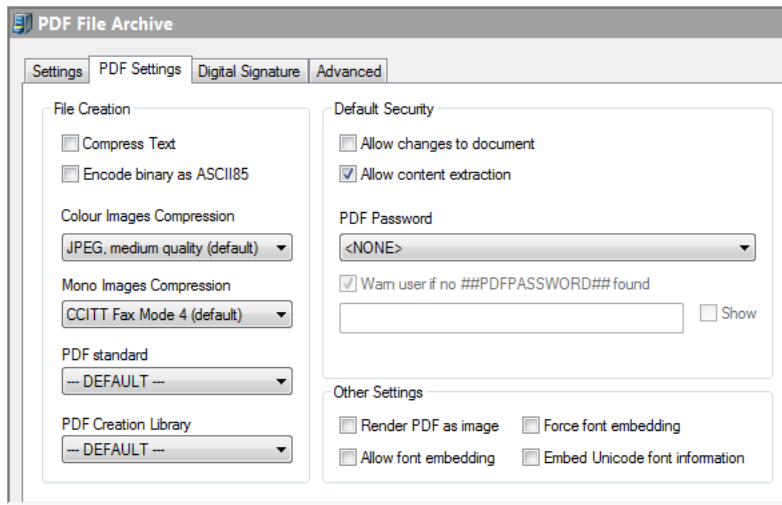 PDF File Archive
Settings
PDF Settings
Digital Signature
Advanced
File Creation
Compress Text
Encode binary as ASCII85
Colour Images Compression
JPEG, medium quality (default)
Mono Images Compression
CCITT Fax Mode 4 (default)
PDF standard
--- DEFAULT ---
PDF Creation Library
--- DEFAULT ---
Default Security
Allow changes to document
Allow content extraction
PDF Password
<NONE>
Warn user if no ##PDFPASSWORD## found
Show
Other Settings
Render PDF as image
Force font embedding
Allow font embedding
Embed Unicode font information